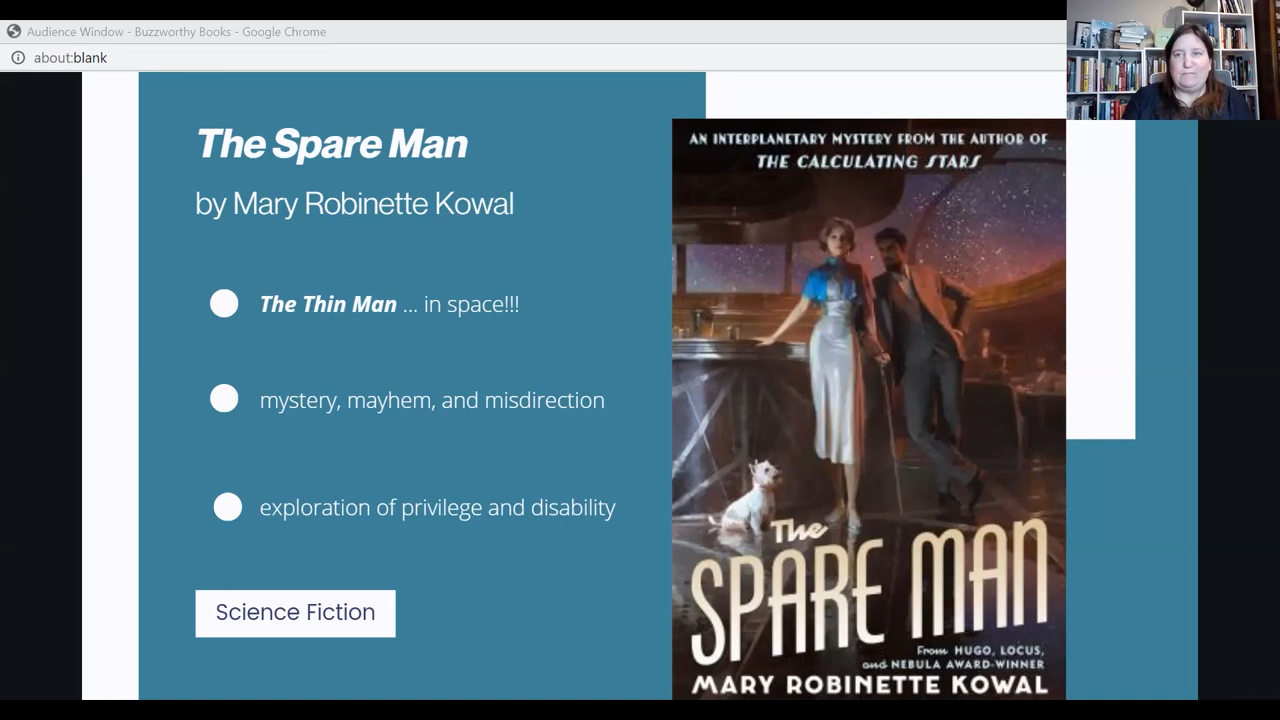 Audience Window - Buzzworthy Books - Google Chrome
about:blank
The Spare Man
by Mary Robinette Kowal
The Thin Man ... in space!!!
mystery, mayhem, and misdirection
exploration of privilege and disability
Science Fiction
AN INTERPLANETARY MYSTERY FROM THE AUTHOR OF
THE CALCULATING STARS
The
SPARE MAN
From HUGO, LOCUS,
and NEBULA AWARD-WINNER
MARY ROBINETTE KOWAL